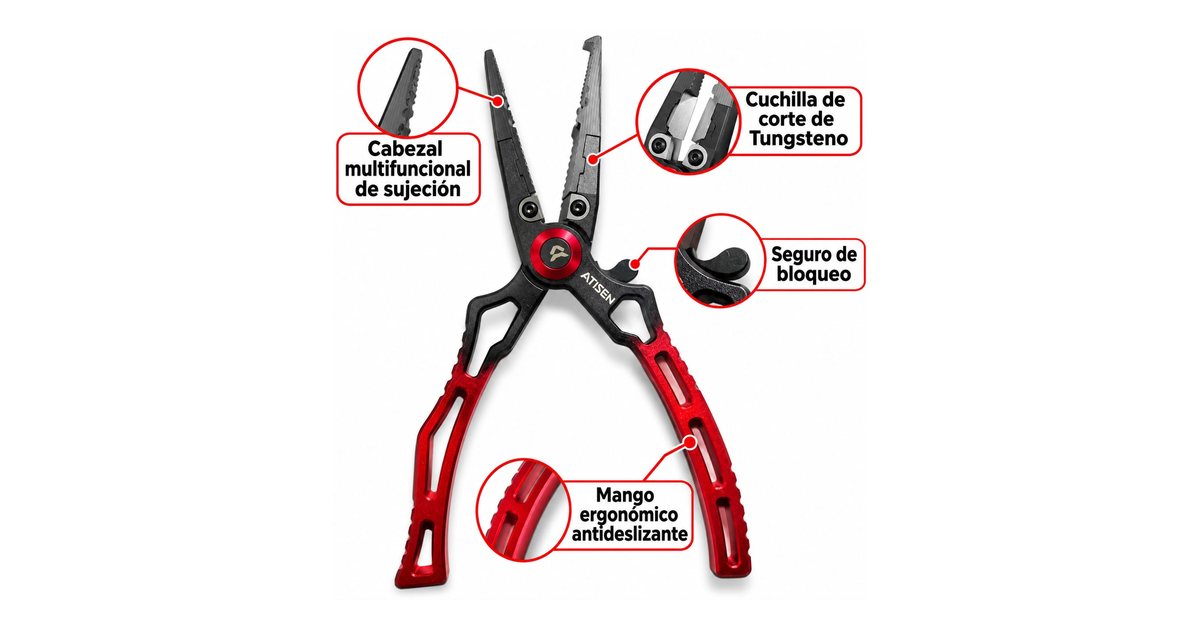 Cabezal
multifuncional
de sujeción
Cuchilla de
corte de
Tungsteno
Seguro de
bloqueo
ATISEN
Mango
ergonómico
antideslizante